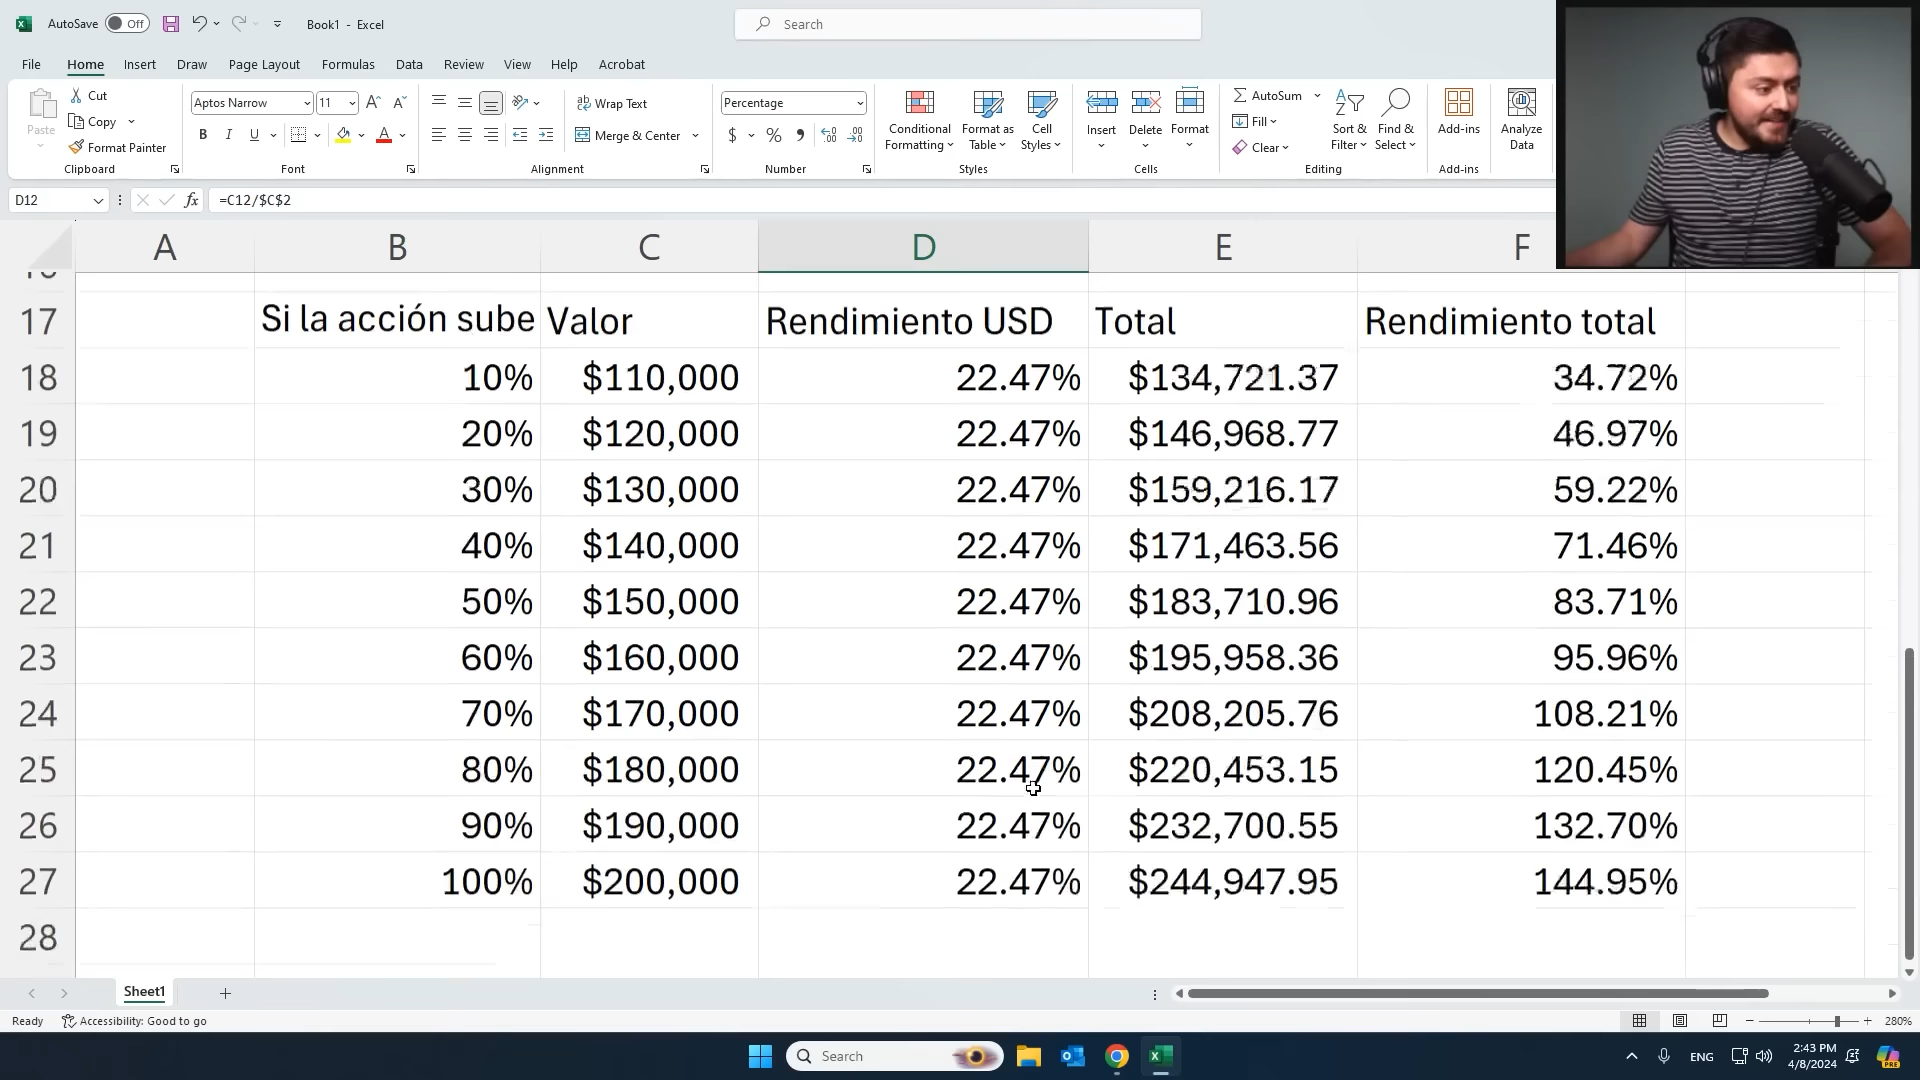 AutoSave Off Book1 - Excel Search
File Home Insert Draw Page Layout Formulas Data Review View Help Acrobat
Paste Cut Copy Format Painter Clipboard
Aptos Narrow 11 B I U Font
Wrap Text Merge & Center Alignment
Percentage $ % Number
Conditional Formatting Format as Table Cell Styles Styles
Insert Delete Format Cells
AutoSum Fill Clear Sort & Filter Find & Select Editing
Add-ins Add-ins Analyze Data
D12 fx =C12/$C$2
A B C D E F
17 Si la acción sube Valor Rendimiento USD Total Rendimiento total
18 10% $110,000 22.47% $134,721.37 34.72%
19 20% $120,000 22.47% $146,968.77 46.97%
20 30% $130,000 22.47% $159,216.17 59.22%
21 40% $140,000 22.47% $171,463.56 71.46%
22 50% $150,000 22.47% $183,710.96 83.71%
23 60% $160,000 22.47% $195,958.36 95.96%
24 70% $170,000 22.47% $208,205.76 108.21%
25 80% $180,000 22.47% $220,453.15 120.45%
26 90% $190,000 22.47% $232,700.55 132.70%
27 100% $200,000 22.47% $244,947.95 144.95%
28
Sheet1
Ready Accessibility: Good to go 280%
Search ENG 2:43 PM
4/8/2024